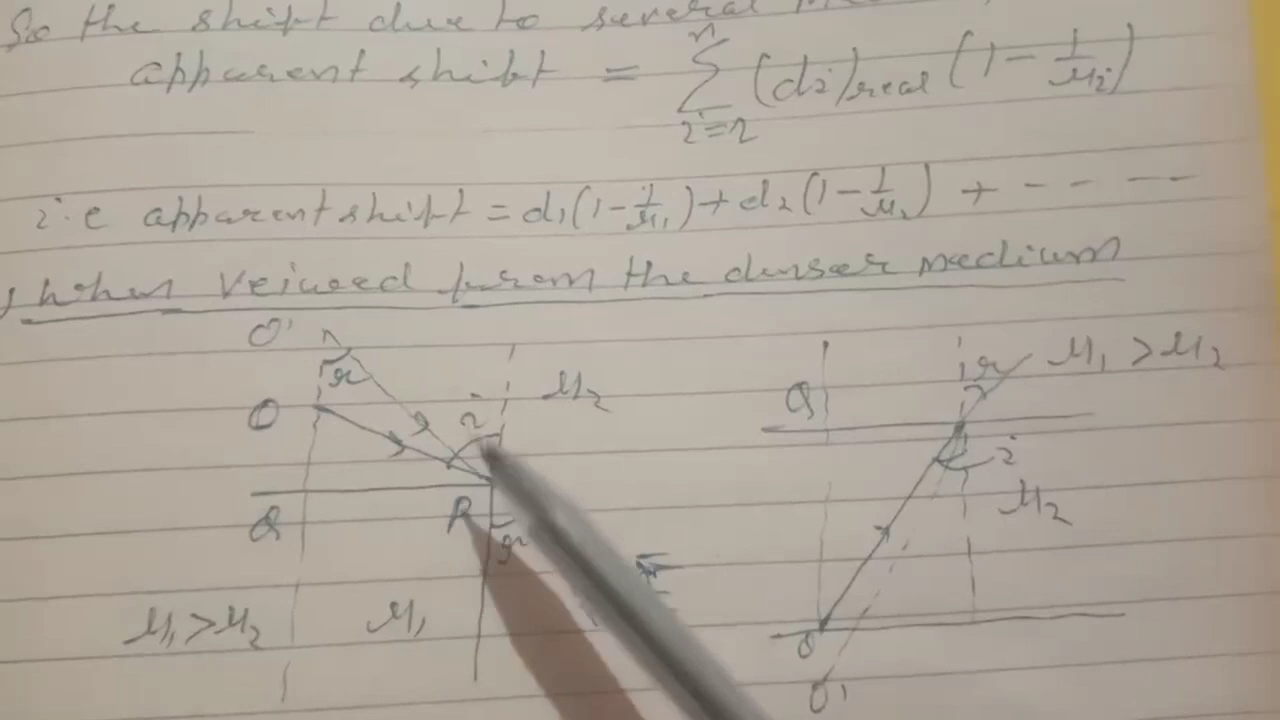 So the shift due to several
apparent shift = n Σ i=2 (di)real (1 - 1/μi)
i.e apparent shift = d1(1 - 1/μ1) + d2(1 - 1/μ2) + - - - -
when Veiwed from the denser medium
O' r
O i μ2
Q R r
μ1 > μ2 μ1
Q r μ1 > μ2
i
μ2
O
O'